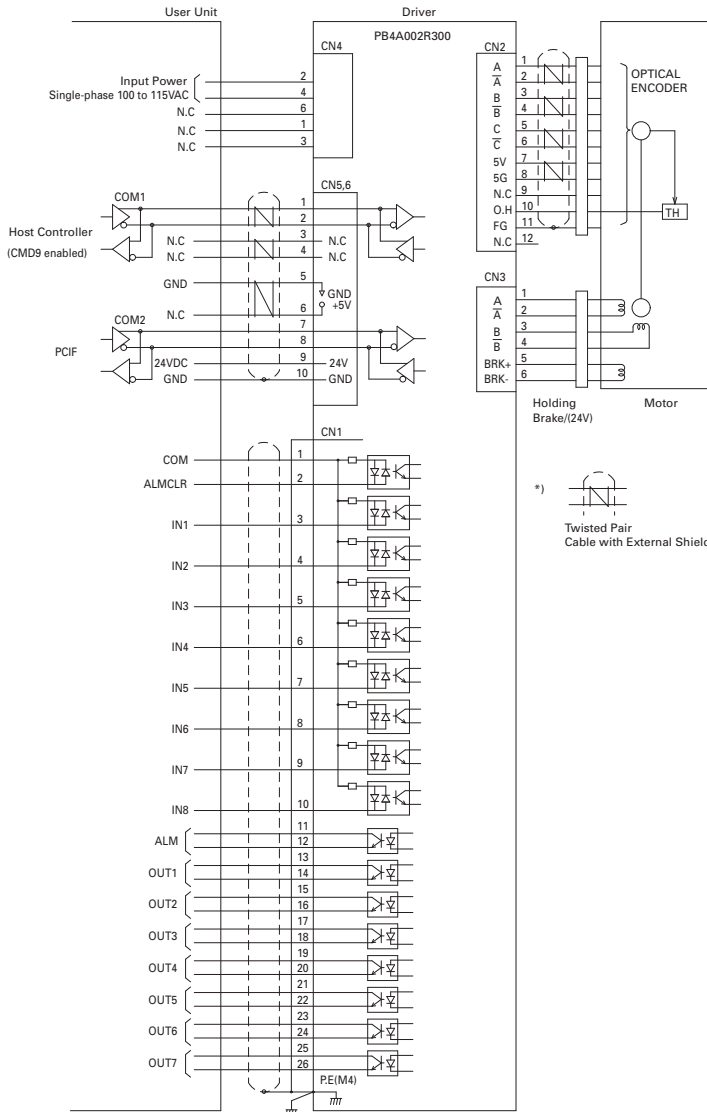 User Unit
Driver
PB4A002R300
CN4
Input Power
Single-phase 100 to 115VAC
2
4
N.C 6
N.C 1
N.C 3
CN2
A 1
A̅ 2
B 3
B̅ 4
C 5
C̅ 6
5V 7
5G 8
N.C 9
O.H 10
FG 11
N.C 12
OPTICAL
ENCODER
TH
CN5,6
Host Controller
(CMD9 enabled)
COM1
1
2
N.C 3 N.C
N.C 4 N.C
GND 5 GND
N.C 6 +5V
PCIF
COM2
7
8
24VDC 9 24V
GND 10 GND
CN3
A 1
A̅ 2
B 3
B̅ 4
BRK+ 5
BRK- 6
Holding
Brake/(24V)
Motor
*)
Twisted Pair
Cable with External Shield
CN1
COM 1
ALMCLR 2
IN1 3
IN2 4
IN3 5
IN4 6
IN5 7
IN6 8
IN7 9
IN8 10
ALM 11
12
OUT1 13
14
OUT2 15
16
OUT3 17
18
OUT4 19
20
OUT5 21
22
OUT6 23
24
OUT7 25
26
P.E(M4)